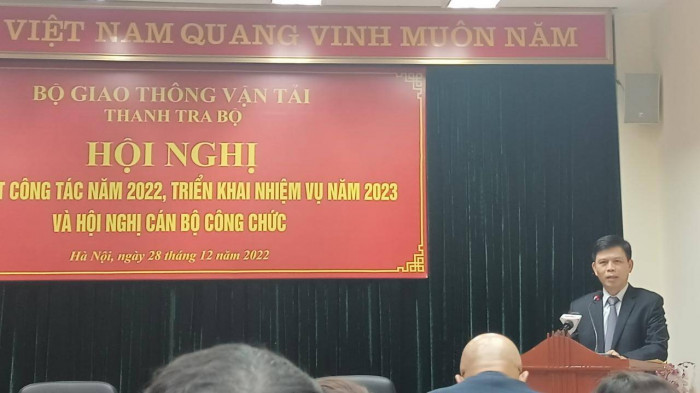 VIỆT NAM QUANG VINH MUÔN NĂM
BỘ GIAO THÔNG VẬN TẢI
THANH TRA BỘ
HỘI NGHỊ
T CÔNG TÁC NĂM 2022, TRIỂN KHAI NHIỆM VỤ NĂM 2023
VÀ HỘI NGHỊ CÁN BỘ CÔNG CHỨC
Hà Nội, ngày 28 tháng 12 năm 2022